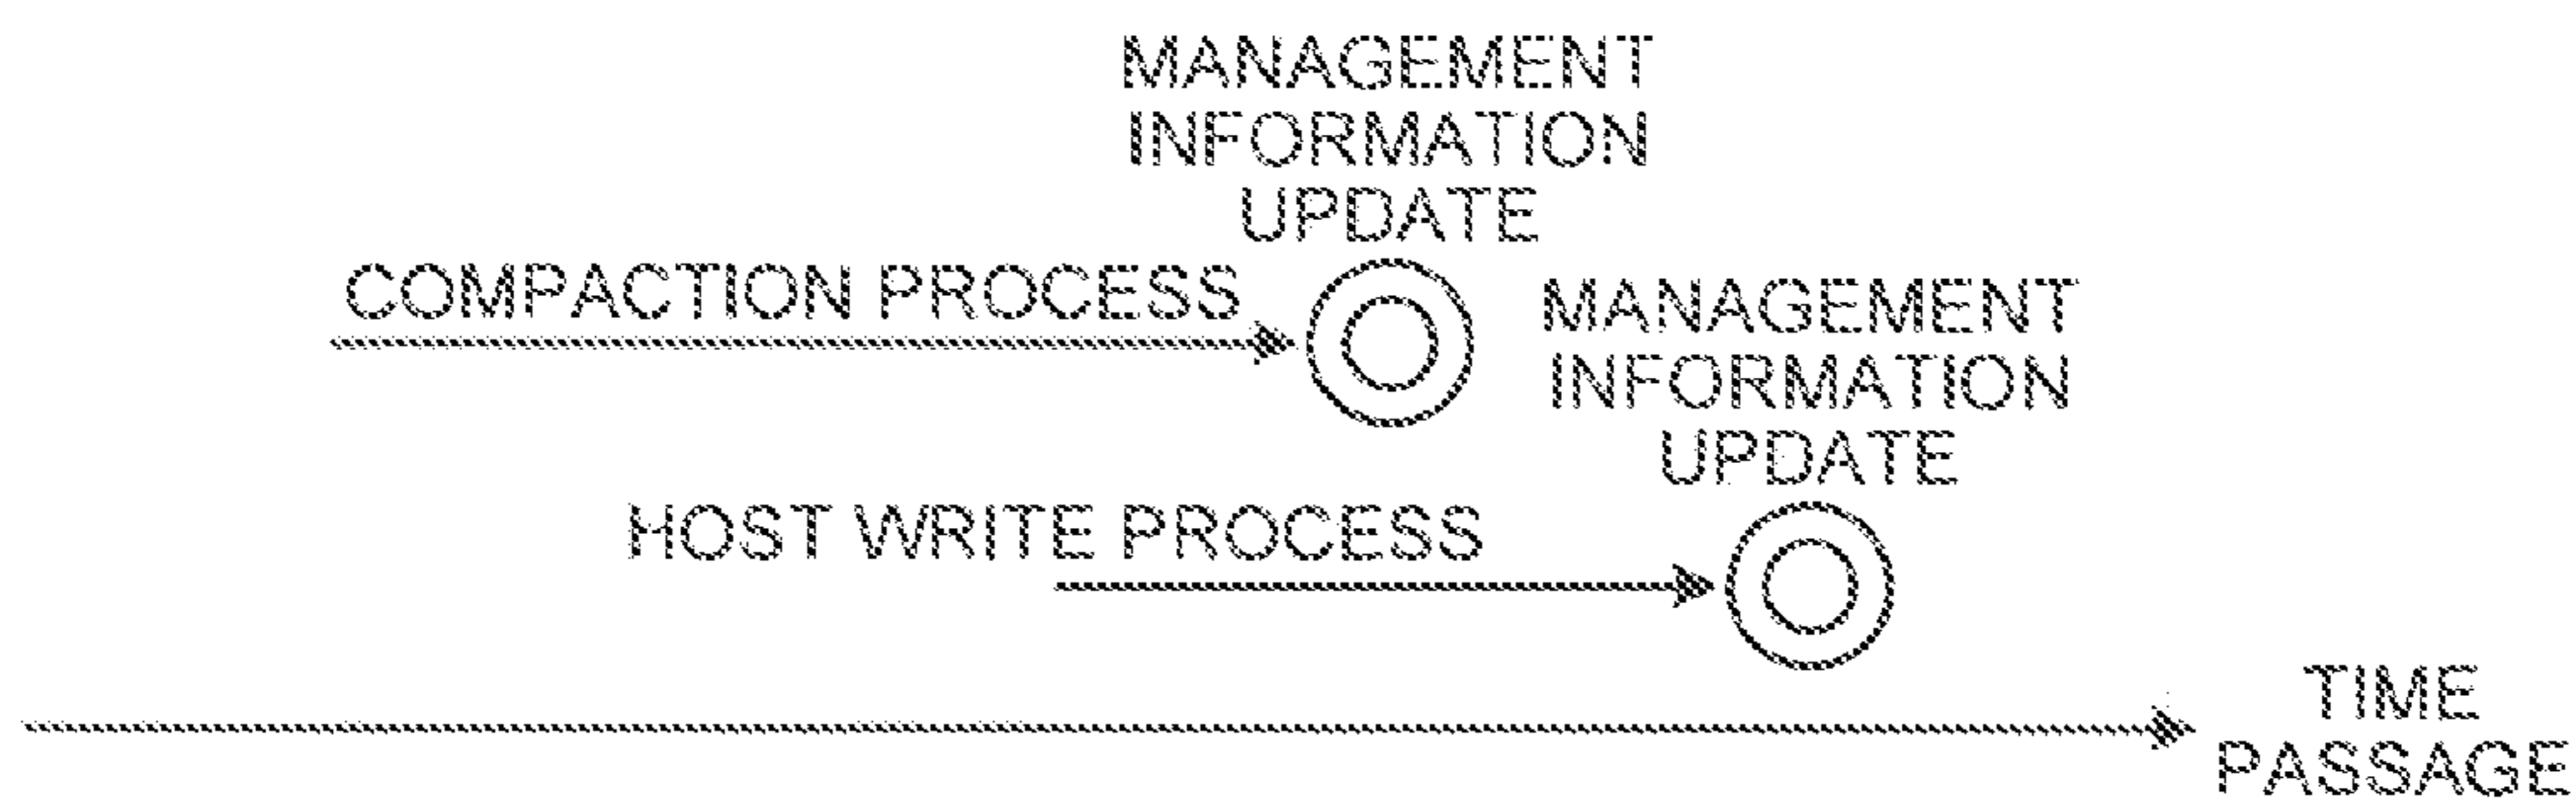 MANAGEMENT
INFORMATION
UPDATE
COMPACTION PROCESS
MANAGEMENT
INFORMATION
UPDATE
HOST WRITE PROCESS
TIME
PASSAGE